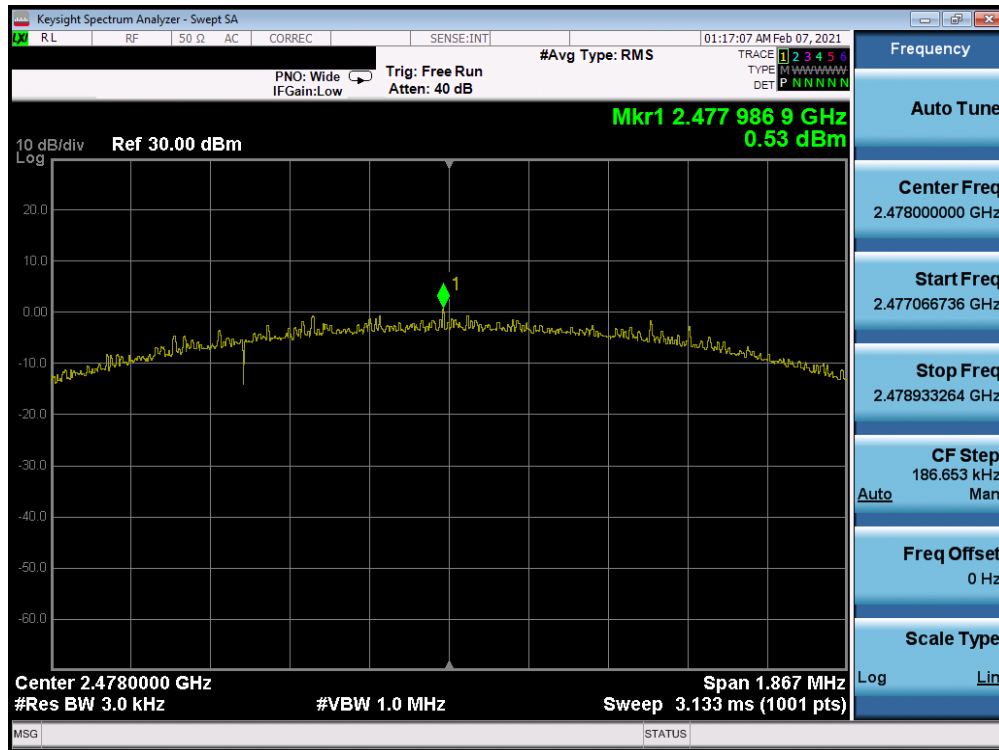 Keysight Spectrum Analyzer - Swept SA
LXI RL RF 50 Ω AC CORREC SENSE:INT 01:17:07 AM Feb 07, 2021
#Avg Type: RMS
TRACE 1 2 3 4 5 6
TYPE M W W W W W
DET P N N N N N
PNO: Wide Trig: Free Run
IFGain:Low Atten: 40 dB
Mkr1 2.477 986 9 GHz
0.53 dBm
10 dB/div Ref 30.00 dBm
Log
20.0
10.0
0.00
-10.0
-20.0
-30.0
-40.0
-50.0
-60.0
1
Center 2.4780000 GHz Span 1.867 MHz
#Res BW 3.0 kHz #VBW 1.0 MHz Sweep 3.133 ms (1001 pts)
MSG STATUS
Frequency
Auto Tune
Center Freq
2.478000000 GHz
Start Freq
2.477066736 GHz
Stop Freq
2.478933264 GHz
CF Step
186.653 kHz
Auto Man
Freq Offset
0 Hz
Scale Type
Log Lin